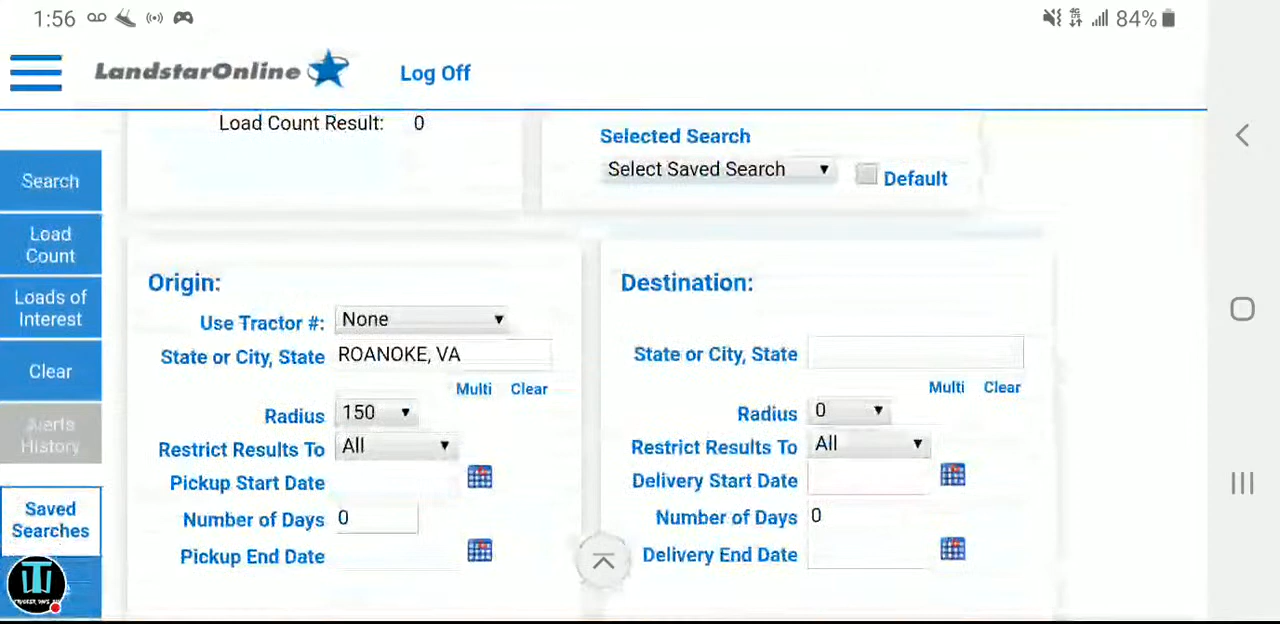 1:56
84%
LandstarOnline
Log Off
Load Count Result: 0
Selected Search
Select Saved Search
Default
Search
Load
Count
Loads of
Interest
Clear
Alerts
History
Saved
Searches
Origin:
Use Tractor #: None
State or City, State ROANOKE, VA
Multi Clear
Radius 150
Restrict Results To All
Pickup Start Date
Number of Days 0
Pickup End Date
Destination:
State or City, State
Multi Clear
Radius 0
Restrict Results To All
Delivery Start Date
Number of Days 0
Delivery End Date